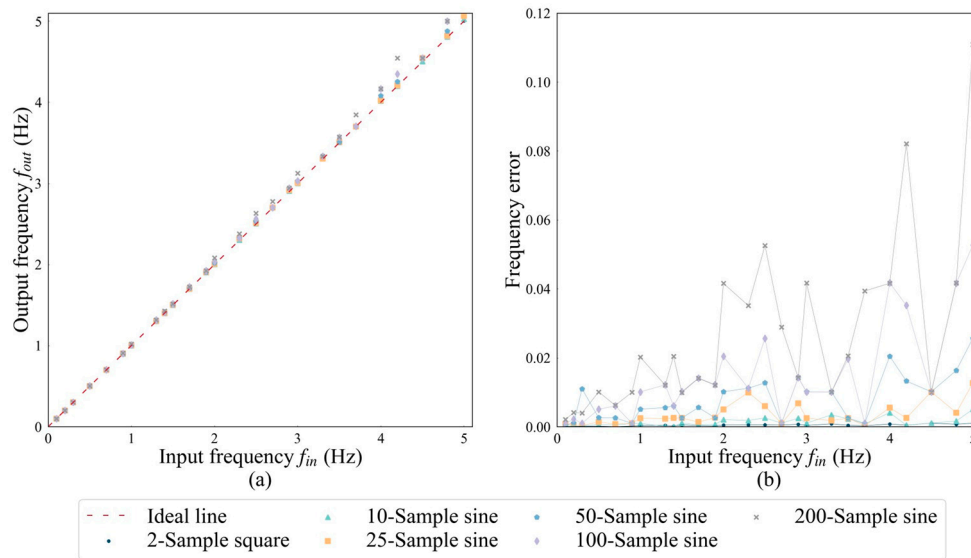 5
4
3
2
1
0
Output frequency f_out (Hz)
0 1 2 3 4 5
Input frequency f_in (Hz)
(a)
0.12
0.10
0.08
0.06
0.04
0.02
0.00
Frequency error
0 1 2 3 4 5
Input frequency f_in (Hz)
(b)
Ideal line
2-Sample square
10-Sample sine
25-Sample sine
50-Sample sine
100-Sample sine
200-Sample sine